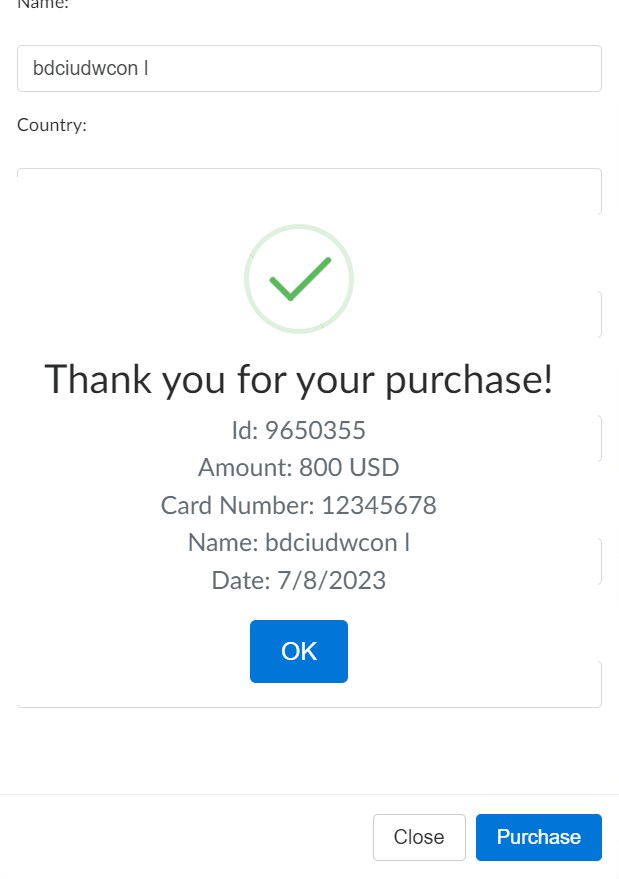 Name:
bdciudwcon l
Country:
Thank you for your purchase!
Id: 9650355
Amount: 800 USD
Card Number: 12345678
Name: bdciudwcon l
Date: 7/8/2023
OK
Close
Purchase